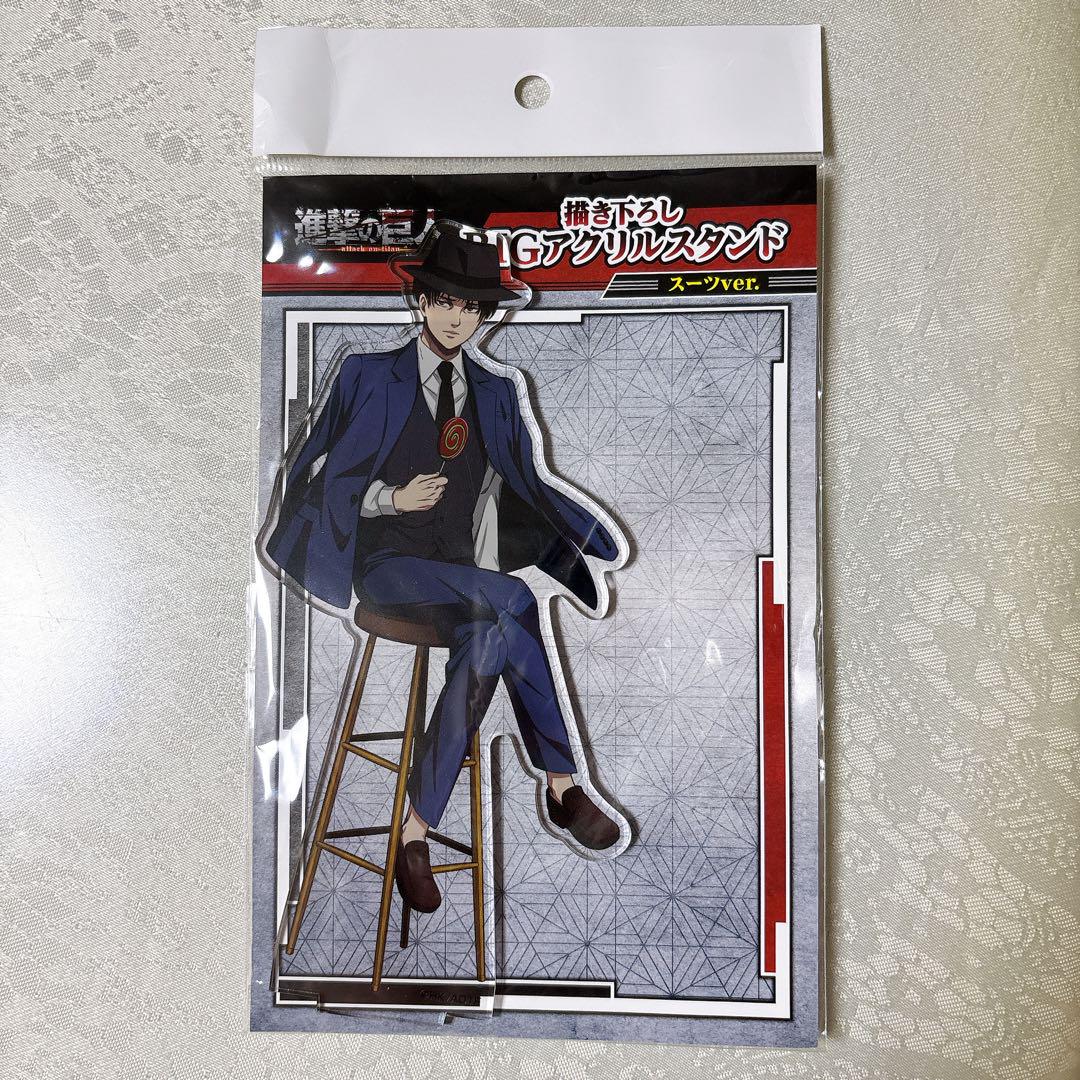 進撃の巨人
attack on titan
描き下ろし
BIGアクリルスタンド
スーツver.